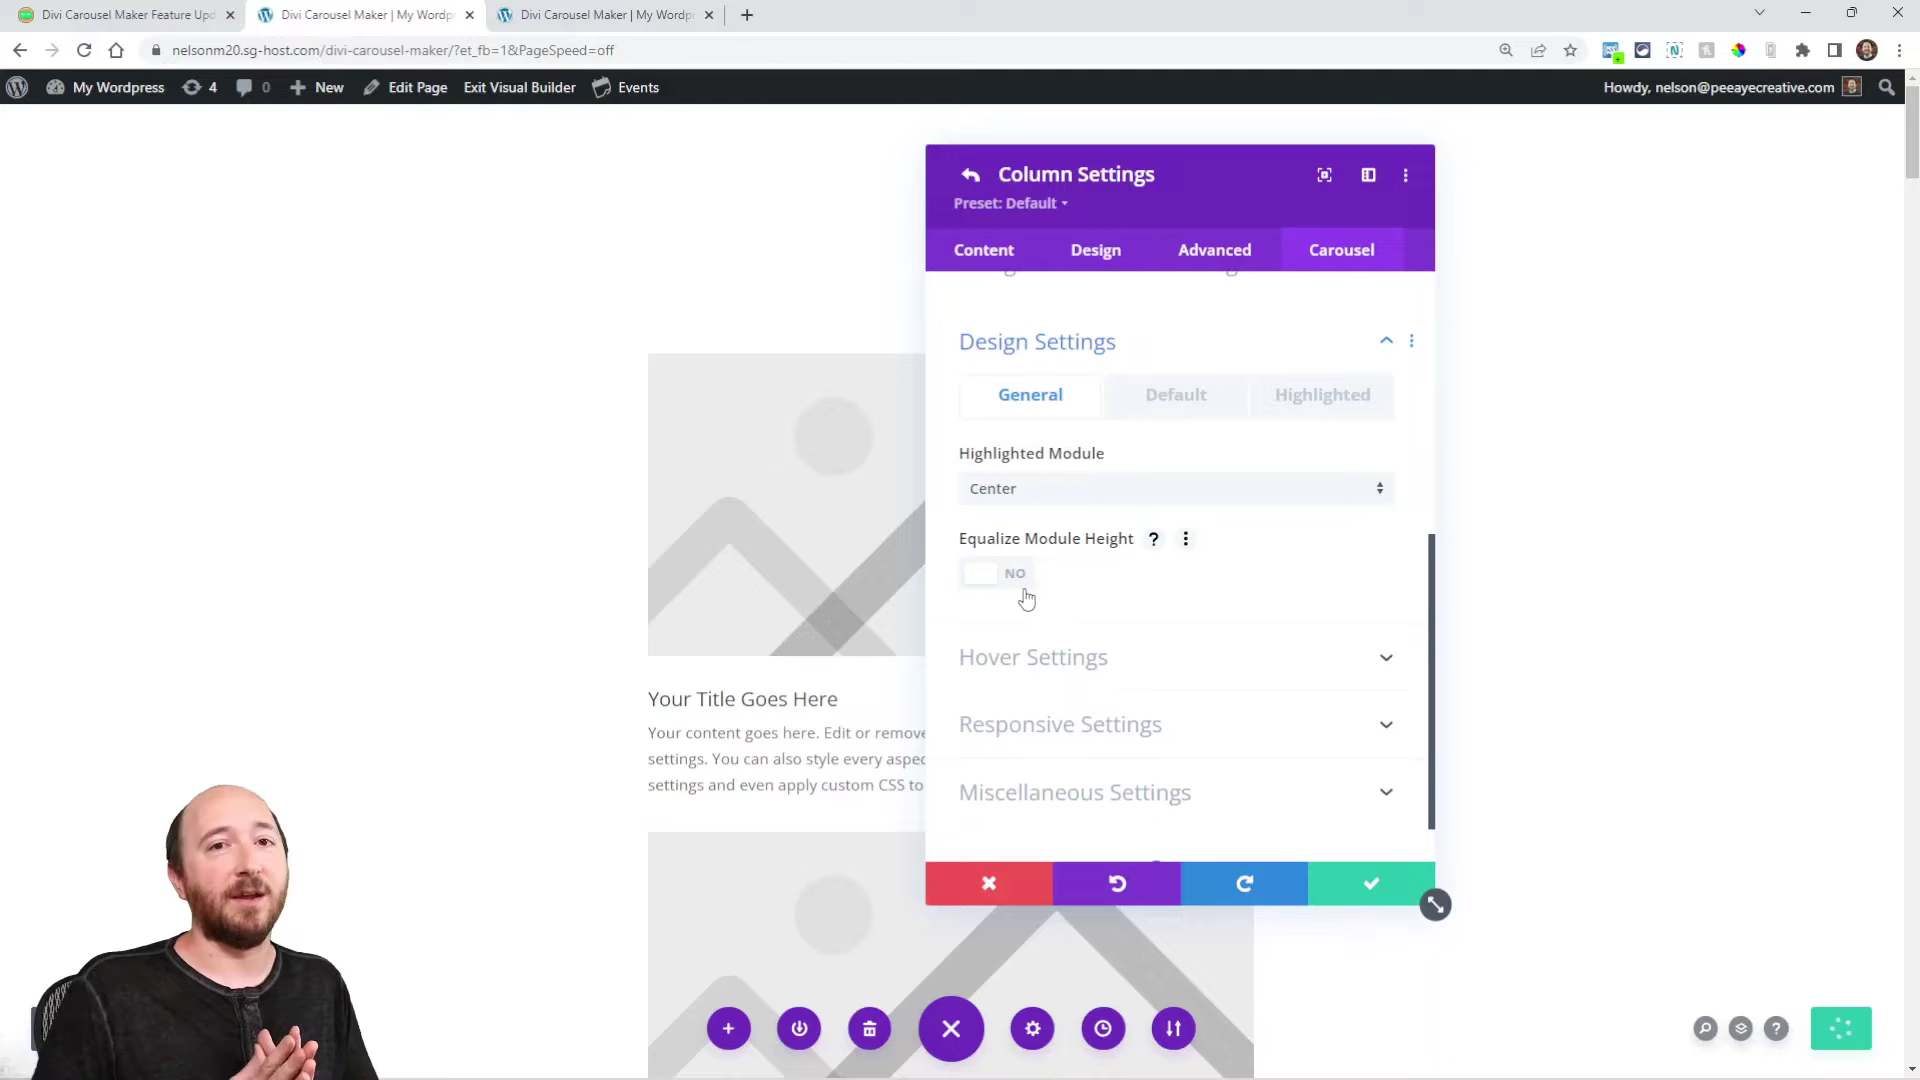 Divi Carousel Maker Feature Upd
Divi Carousel Maker | My Wordpr
Divi Carousel Maker | My Wordpr
nelsonm20.sg-host.com/divi-carousel-maker/?et_fb=1&PageSpeed=off
My Wordpress 4 0 New Edit Page Exit Visual Builder Events Howdy, nelson@peeayecreative.com
Column Settings
Preset: Default
Content Design Advanced Carousel
Design Settings
General Default Highlighted
Highlighted Module
Center
Equalize Module Height ?
NO
Hover Settings
Responsive Settings
Miscellaneous Settings
Your Title Goes Here
Your content goes here. Edit or remove
settings. You can also style every aspec
settings and even apply custom CSS to
?